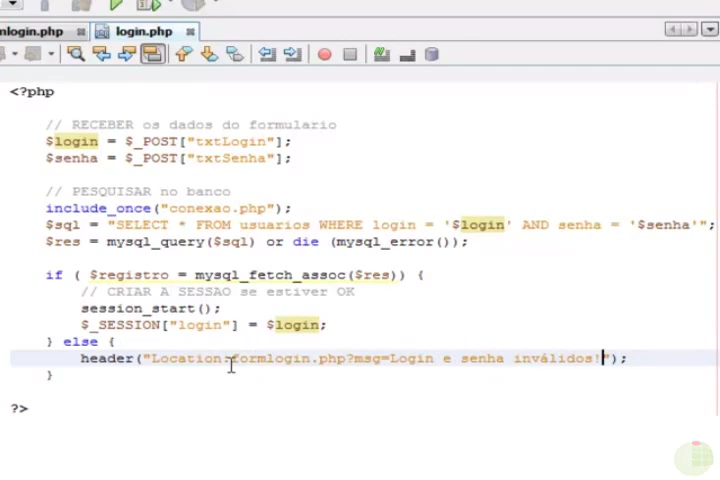 mlogin.php login.php
<?php
// RECEBER os dados do formulario
$login = $_POST["txtLogin"];
$senha = $_POST["txtSenha"];
// PESQUISAR no banco
include_once("conexao.php");
$sql = "SELECT * FROM usuarios WHERE login = '$login' AND senha = '$senha'";
$res = mysql_query($sql) or die (mysql_error());
if ( $registro = mysql_fetch_assoc($res)) {
// CRIAR A SESSAO se estiver OK
session_start();
$_SESSION["login"] = $login;
} else {
header("Location:formlogin.php?msg=Login e senha inválidos!");
}
?>